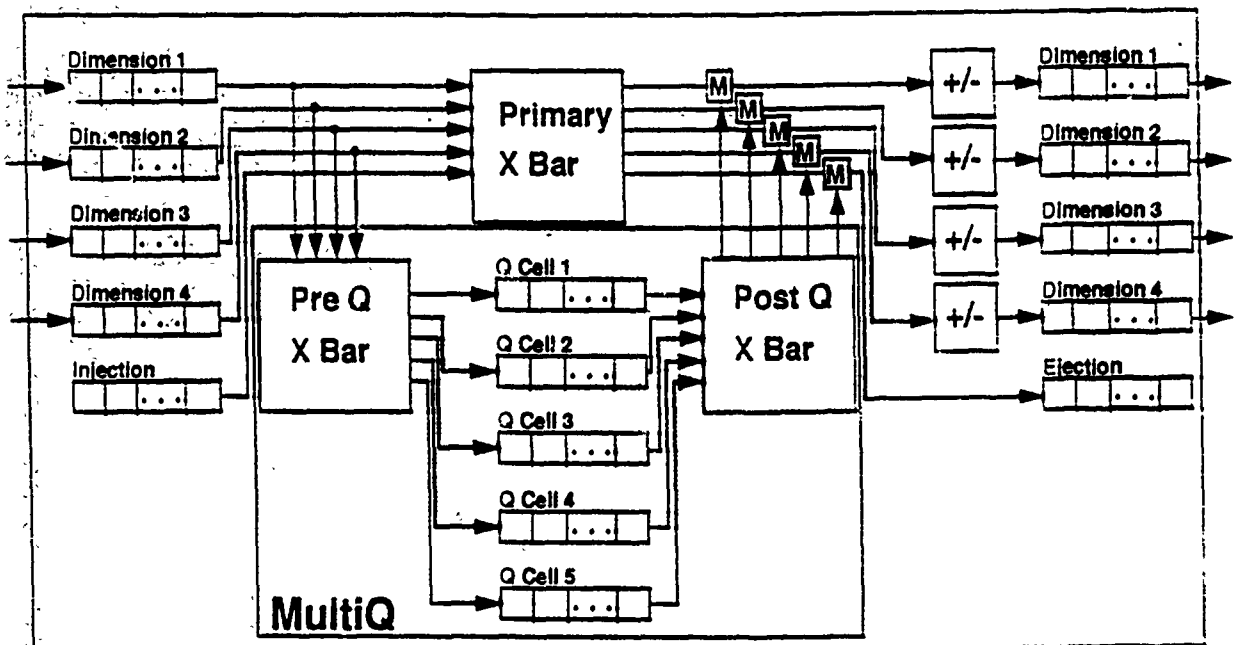 Dimension 1
. . .
Dimension 2
. . .
Dimension 3
. . .
Dimension 4
. . .
Injection
. . .
Primary
X Bar
M
M
M
M
M
+/-
+/-
+/-
+/-
Dimension 1
. . .
Dimension 2
. . .
Dimension 3
. . .
Dimension 4
. . .
Ejection
. . .
Pre Q
X Bar
Q Cell 1
. . .
Q Cell 2
. . .
Q Cell 3
. . .
Q Cell 4
. . .
Q Cell 5
. . .
Post Q
X Bar
MultiQ